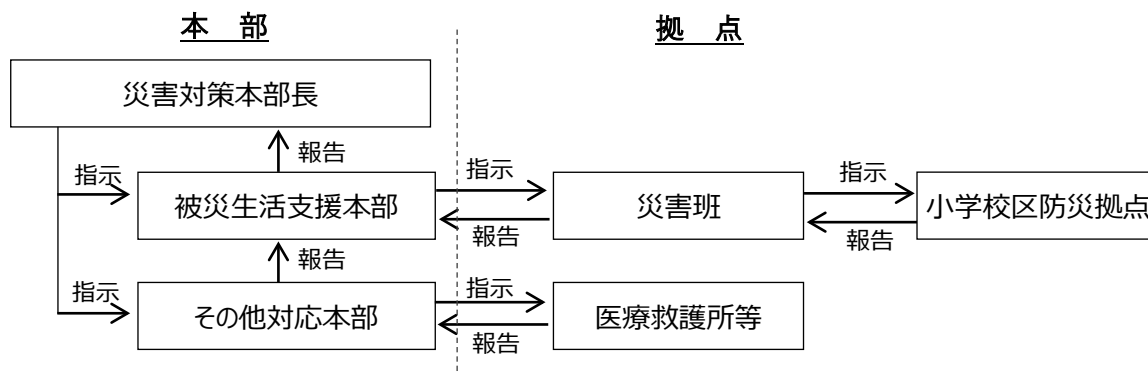 本 部
拠 点
災害対策本部長
報告
指示
指示
指示
被災生活支援本部
災害班
小学校区防災拠点
報告
報告
報告
指示
指示
その他対応本部
医療救護所等
報告